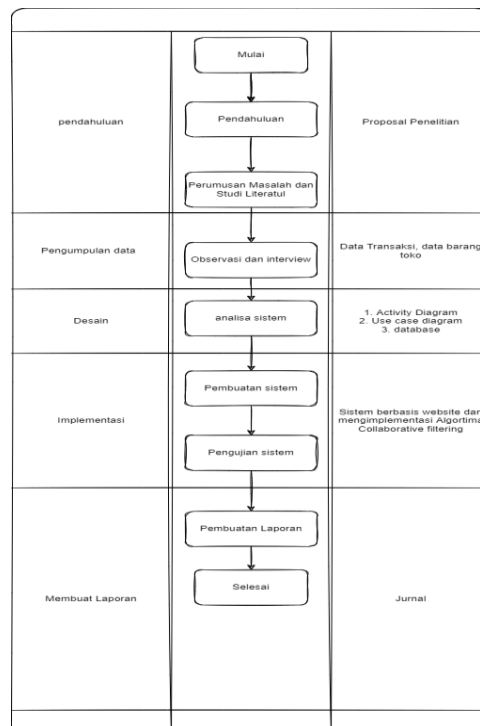 Mulai
pendahuluan
Pendahuluan
Proposal Penelitian
Perumusan Masalah dan
Studi Literatul
Pengumpulan data
Observasi dan interview
Data Transaksi, data barang
toko
Desain
analisa sistem
1. Activity Diagram
2. Use case diagram
3. database
Implementasi
Pembuatan sistem
Pengujian sistem
Sistem berbasis website dan
mengimplementasi Algortima
Collaborative filtering
Membuat Laporan
Pembuatan Laporan
Selesai
Jurnal